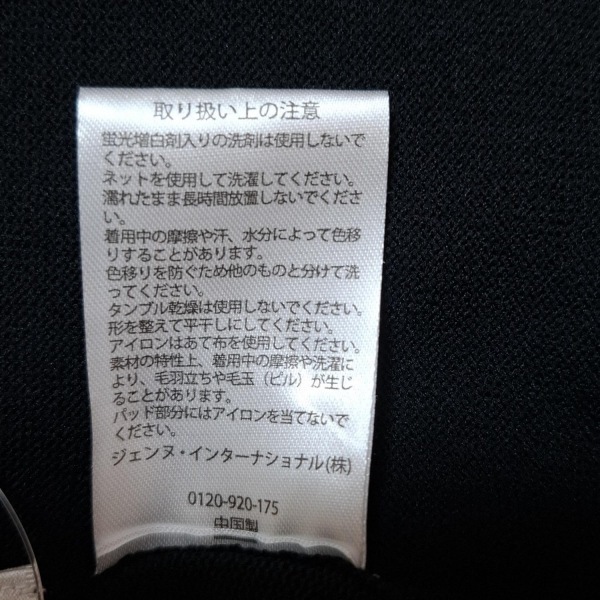 取り扱い上の注意
蛍光増白剤入りの洗剤は使用しないで
ください。
ネットを使用して洗濯してください。
濡れたまま長時間放置しないでくださ
い。
着用中の摩擦や汗、水分によって色移
りすることがあります。
色移りを防ぐため他のものと分けて洗
ってください。
タンブル乾燥は使用しないでください。
形を整えて平干しにしてください。
アイロンはあて布を使用してください。
素材の特性上、着用中の摩擦や洗濯に
より、毛羽立ちや毛玉（ピル）が生じ
ることがあります。
パッド部分にはアイロンを当てないで
ください。
ジェンヌ・インターナショナル(株)
0120-920-175
中国製